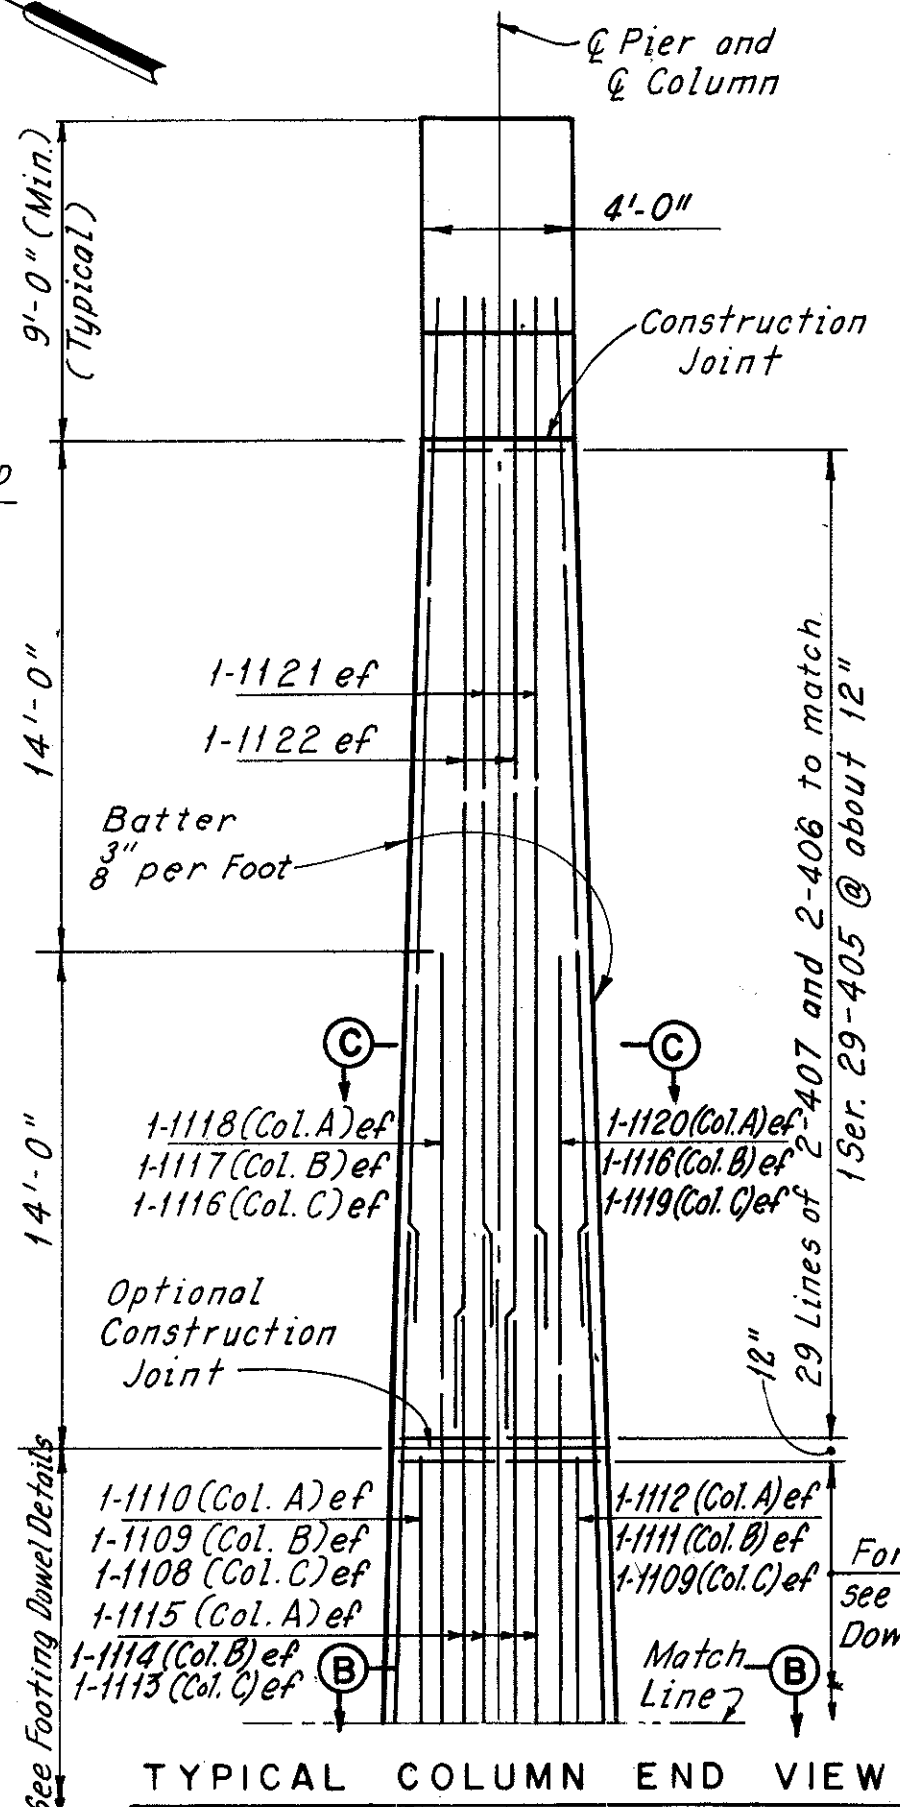 ℄ Pier and
℄ Column
9'-0" (Min.)
(Typical)
4'-0"
Construction
Joint
14'-0"
1-1121 ef
1-1122 ef
Batter
3/8" per Foot
29 Lines of 2-407 and 2-406 to match
1 Ser. 29-405 @ about 12"
C
C
14'-0"
1-1118 (Col. A) ef
1-1117 (Col. B) ef
1-1116 (Col. C) ef
1-1120 (Col. A) ef
1-1116 (Col. B) ef
1-1119 (Col. C) ef
Optional
Construction
Joint
12"
See Footing Dowel Details
1-1110 (Col. A) ef
1-1109 (Col. B) ef
1-1108 (Col. C) ef
1-1115 (Col. A) ef
1-1114 (Col. B) ef
1-1113 (Col. C) ef
1-1112 (Col. A) ef
1-1111 (Col. B) ef
1-1109 (Col. C) ef
For
see
Dow
B
Match
Line
B
TYPICAL COLUMN END VIEW